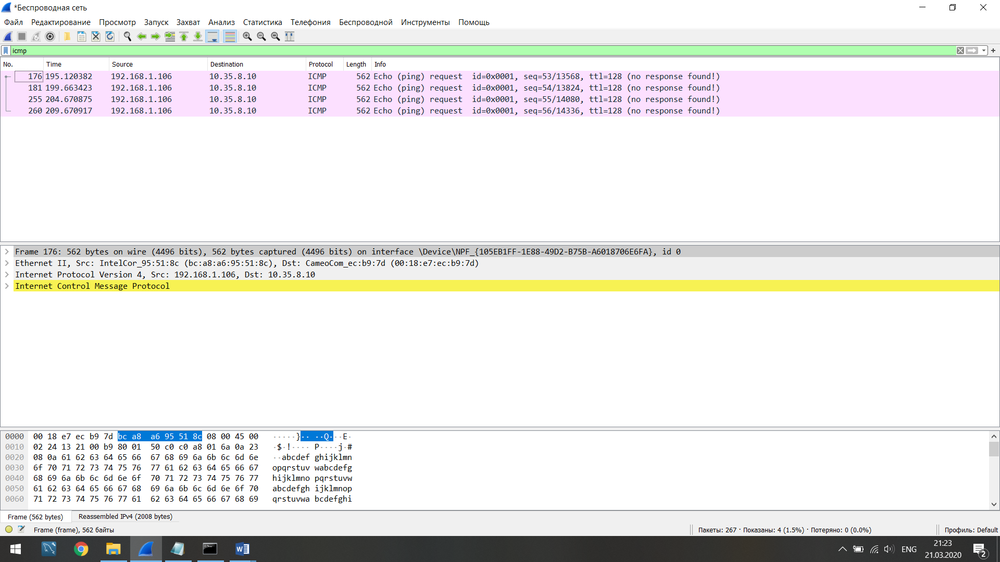 *Беспроводная сеть
Файл Редактирование Просмотр Запуск Захват Анализ Статистика Телефония Беспроводной Инструменты Помощь
icmp
No. Time Source Destination Protocol Length Info
176 195.120382 192.168.1.106 10.35.8.10 ICMP 562 Echo (ping) request id=0x0001, seq=53/13568, ttl=128 (no response found!)
181 199.663423 192.168.1.106 10.35.8.10 ICMP 562 Echo (ping) request id=0x0001, seq=54/13824, ttl=128 (no response found!)
255 204.670875 192.168.1.106 10.35.8.10 ICMP 562 Echo (ping) request id=0x0001, seq=55/14080, ttl=128 (no response found!)
260 209.670917 192.168.1.106 10.35.8.10 ICMP 562 Echo (ping) request id=0x0001, seq=56/14336, ttl=128 (no response found!)
Frame 176: 562 bytes on wire (4496 bits), 562 bytes captured (4496 bits) on interface \Device\NPF_{105EB1FF-1E88-49D2-B75B-A6018706E6FA}, id 0
Ethernet II, Src: IntelCor_95:51:8c (bc:a8:a6:95:51:8c), Dst: CameoCom_ec:b9:7d (00:18:e7:ec:b9:7d)
Internet Protocol Version 4, Src: 192.168.1.106, Dst: 10.35.8.10
Internet Control Message Protocol
0000 00 18 e7 ec b9 7d bc a8 a6 95 51 8c 08 00 45 00 ·····}·· ··Q···E·
0010 02 24 13 21 00 b9 80 01 50 c0 c0 a8 01 6a 0a 23 ·$·!···· P····j·#
0020 08 0a 61 62 63 64 65 66 67 68 69 6a 6b 6c 6d 6e ··abcdef ghijklmn
0030 6f 70 71 72 73 74 75 76 77 61 62 63 64 65 66 67 opqrstuv wabcdefg
0040 68 69 6a 6b 6c 6d 6e 6f 70 71 72 73 74 75 76 77 hijklmno pqrstuvw
0050 61 62 63 64 65 66 67 68 69 6a 6b 6c 6d 6e 6f 70 abcdefgh ijklmnop
0060 71 72 73 74 75 76 77 61 62 63 64 65 66 67 68 69 qrstuvwa bcdefghi
Frame (562 bytes) Reassembled IPv4 (2008 bytes)
Frame (frame), 562 байты Пакеты: 267 · Показаны: 4 (1.5%) · Потеряно: 0 (0.0%) Профиль: Default
ENG
21:23
21.03.2020
2